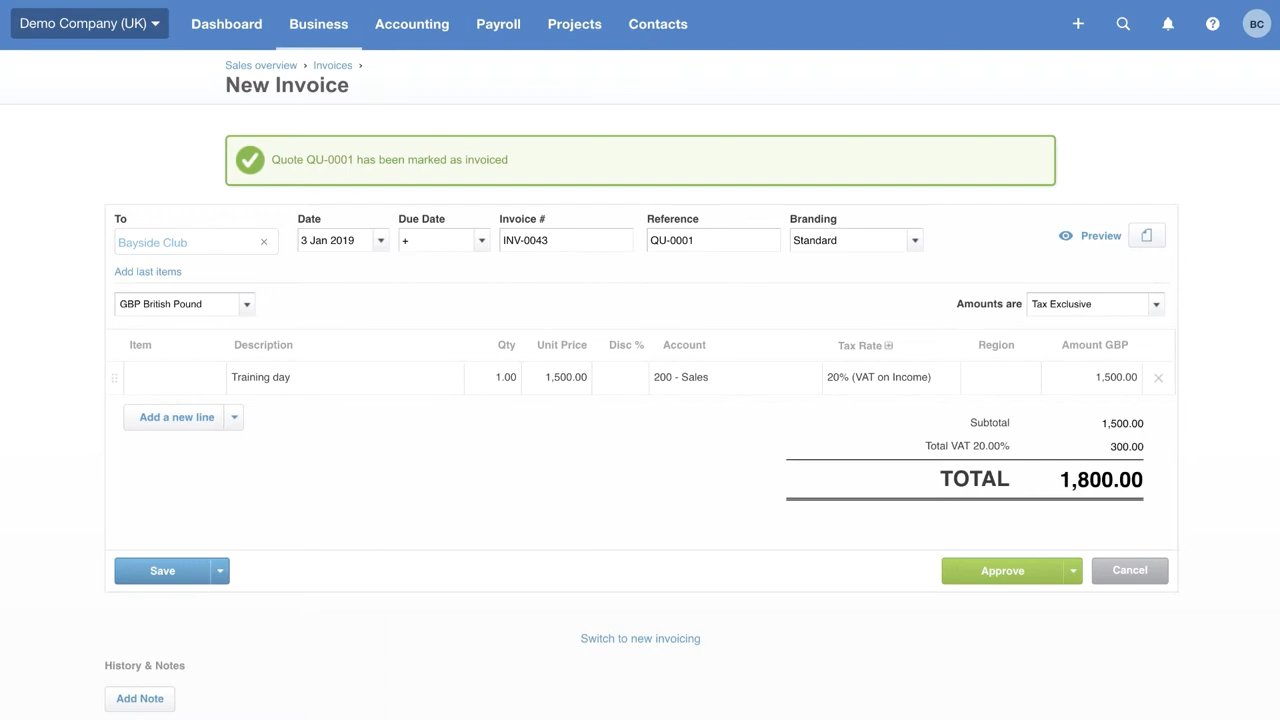 Demo Company (UK) Dashboard Business Accounting Payroll Projects Contacts BC
Sales overview › Invoices ›
New Invoice
Quote QU-0001 has been marked as invoiced
To Date Due Date Invoice # Reference Branding
Bayside Club 3 Jan 2019 + INV-0043 QU-0001 Standard Preview
Add last items
GBP British Pound Amounts are Tax Exclusive
Item Description Qty Unit Price Disc % Account Tax Rate Region Amount GBP
Training day 1.00 1,500.00 200 - Sales 20% (VAT on Income) 1,500.00
Add a new line
Subtotal 1,500.00
Total VAT 20.00% 300.00
TOTAL 1,800.00
Save Approve Cancel
Switch to new invoicing
History & Notes
Add Note